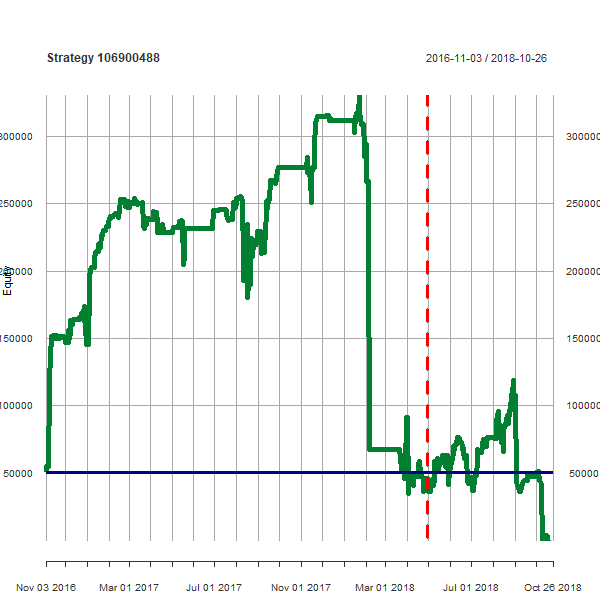 Strategy 106900488 2016-11-03 / 2018-10-26
300000 300000
250000 250000
200000 200000
Equity
150000 150000
100000 100000
50000 50000
Nov 03 2016 Mar 01 2017 Jul 01 2017 Nov 01 2017 Mar 01 2018 Jul 01 2018 Oct 26 2018